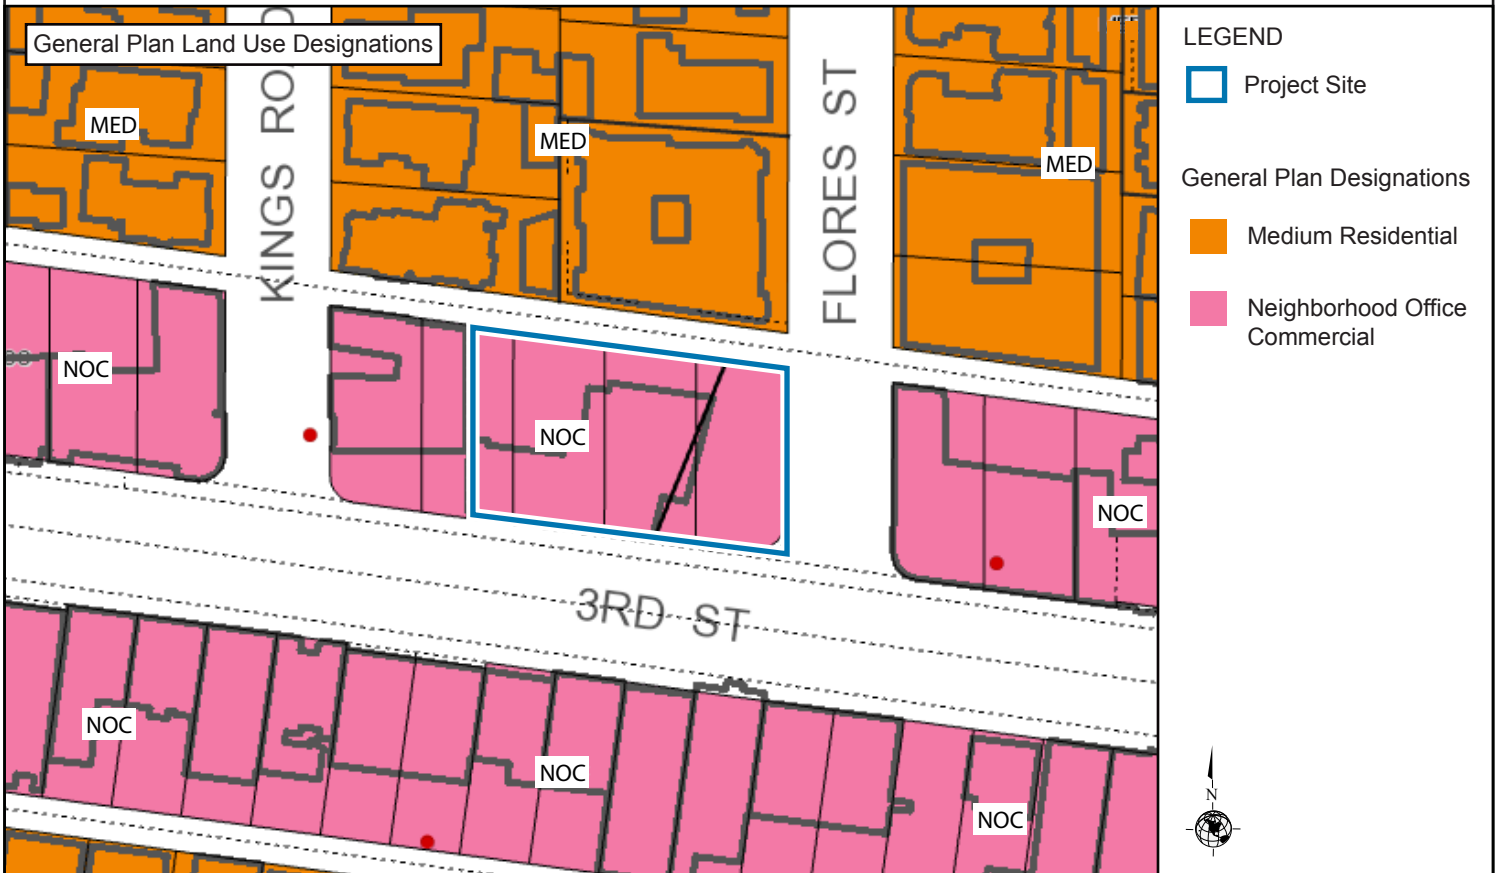 General Plan Land Use Designations
KINGS ROAD
FLORES ST
MED
MED
MED
NOC
NOC
NOC
3RD ST
NOC
NOC
NOC
LEGEND
Project Site
General Plan Designations
Medium Residential
Neighborhood Office
Commercial
N